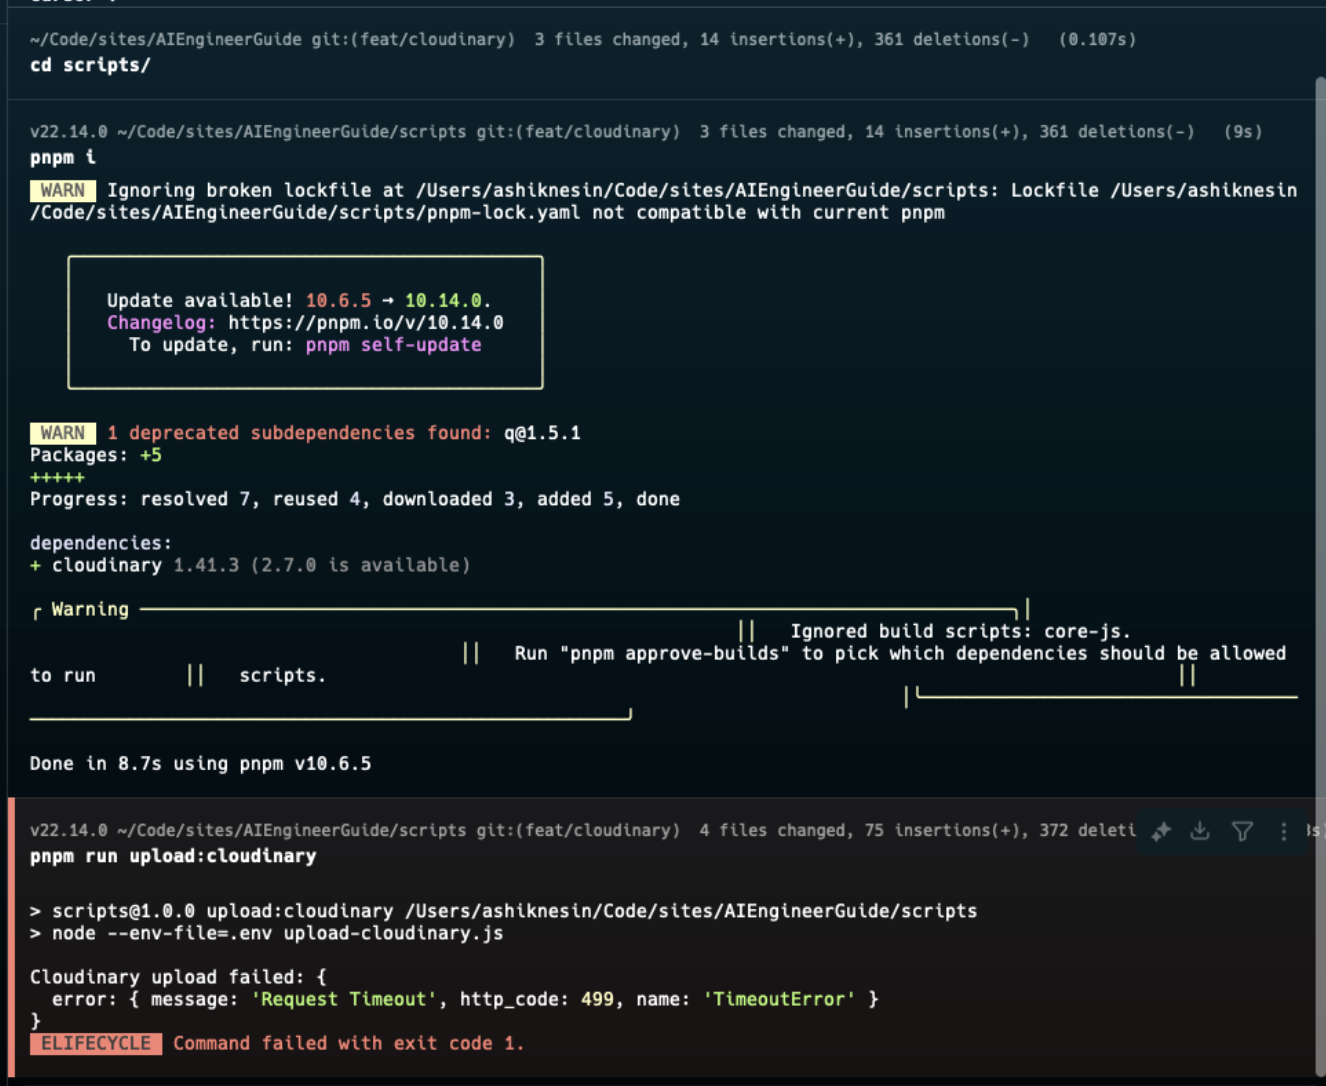 ~/Code/sites/AIEngineerGuide git:(feat/cloudinary) 3 files changed, 14 insertions(+), 361 deletions(-) (0.107s)
cd scripts/
v22.14.0 ~/Code/sites/AIEngineerGuide/scripts git:(feat/cloudinary) 3 files changed, 14 insertions(+), 361 deletions(-) (9s)
pnpm i
WARN Ignoring broken lockfile at /Users/ashiknesin/Code/sites/AIEngineerGuide/scripts: Lockfile /Users/ashiknesin
/Code/sites/AIEngineerGuide/scripts/pnpm-lock.yaml not compatible with current pnpm
Update available! 10.6.5 → 10.14.0.
Changelog: https://pnpm.io/v/10.14.0
To update, run: pnpm self-update
WARN 1 deprecated subdependencies found: q@1.5.1
Packages: +5
+++++
Progress: resolved 7, reused 4, downloaded 3, added 5, done
dependencies:
+ cloudinary 1.41.3 (2.7.0 is available)
Warning
Ignored build scripts: core-js.
Run "pnpm approve-builds" to pick which dependencies should be allowed
to run scripts.
Done in 8.7s using pnpm v10.6.5
v22.14.0 ~/Code/sites/AIEngineerGuide/scripts git:(feat/cloudinary) 4 files changed, 75 insertions(+), 372 deleti
pnpm run upload:cloudinary
> scripts@1.0.0 upload:cloudinary /Users/ashiknesin/Code/sites/AIEngineerGuide/scripts
> node --env-file=.env upload-cloudinary.js
Cloudinary upload failed: {
error: { message: 'Request Timeout', http_code: 499, name: 'TimeoutError' }
}
ELIFECYCLE Command failed with exit code 1.